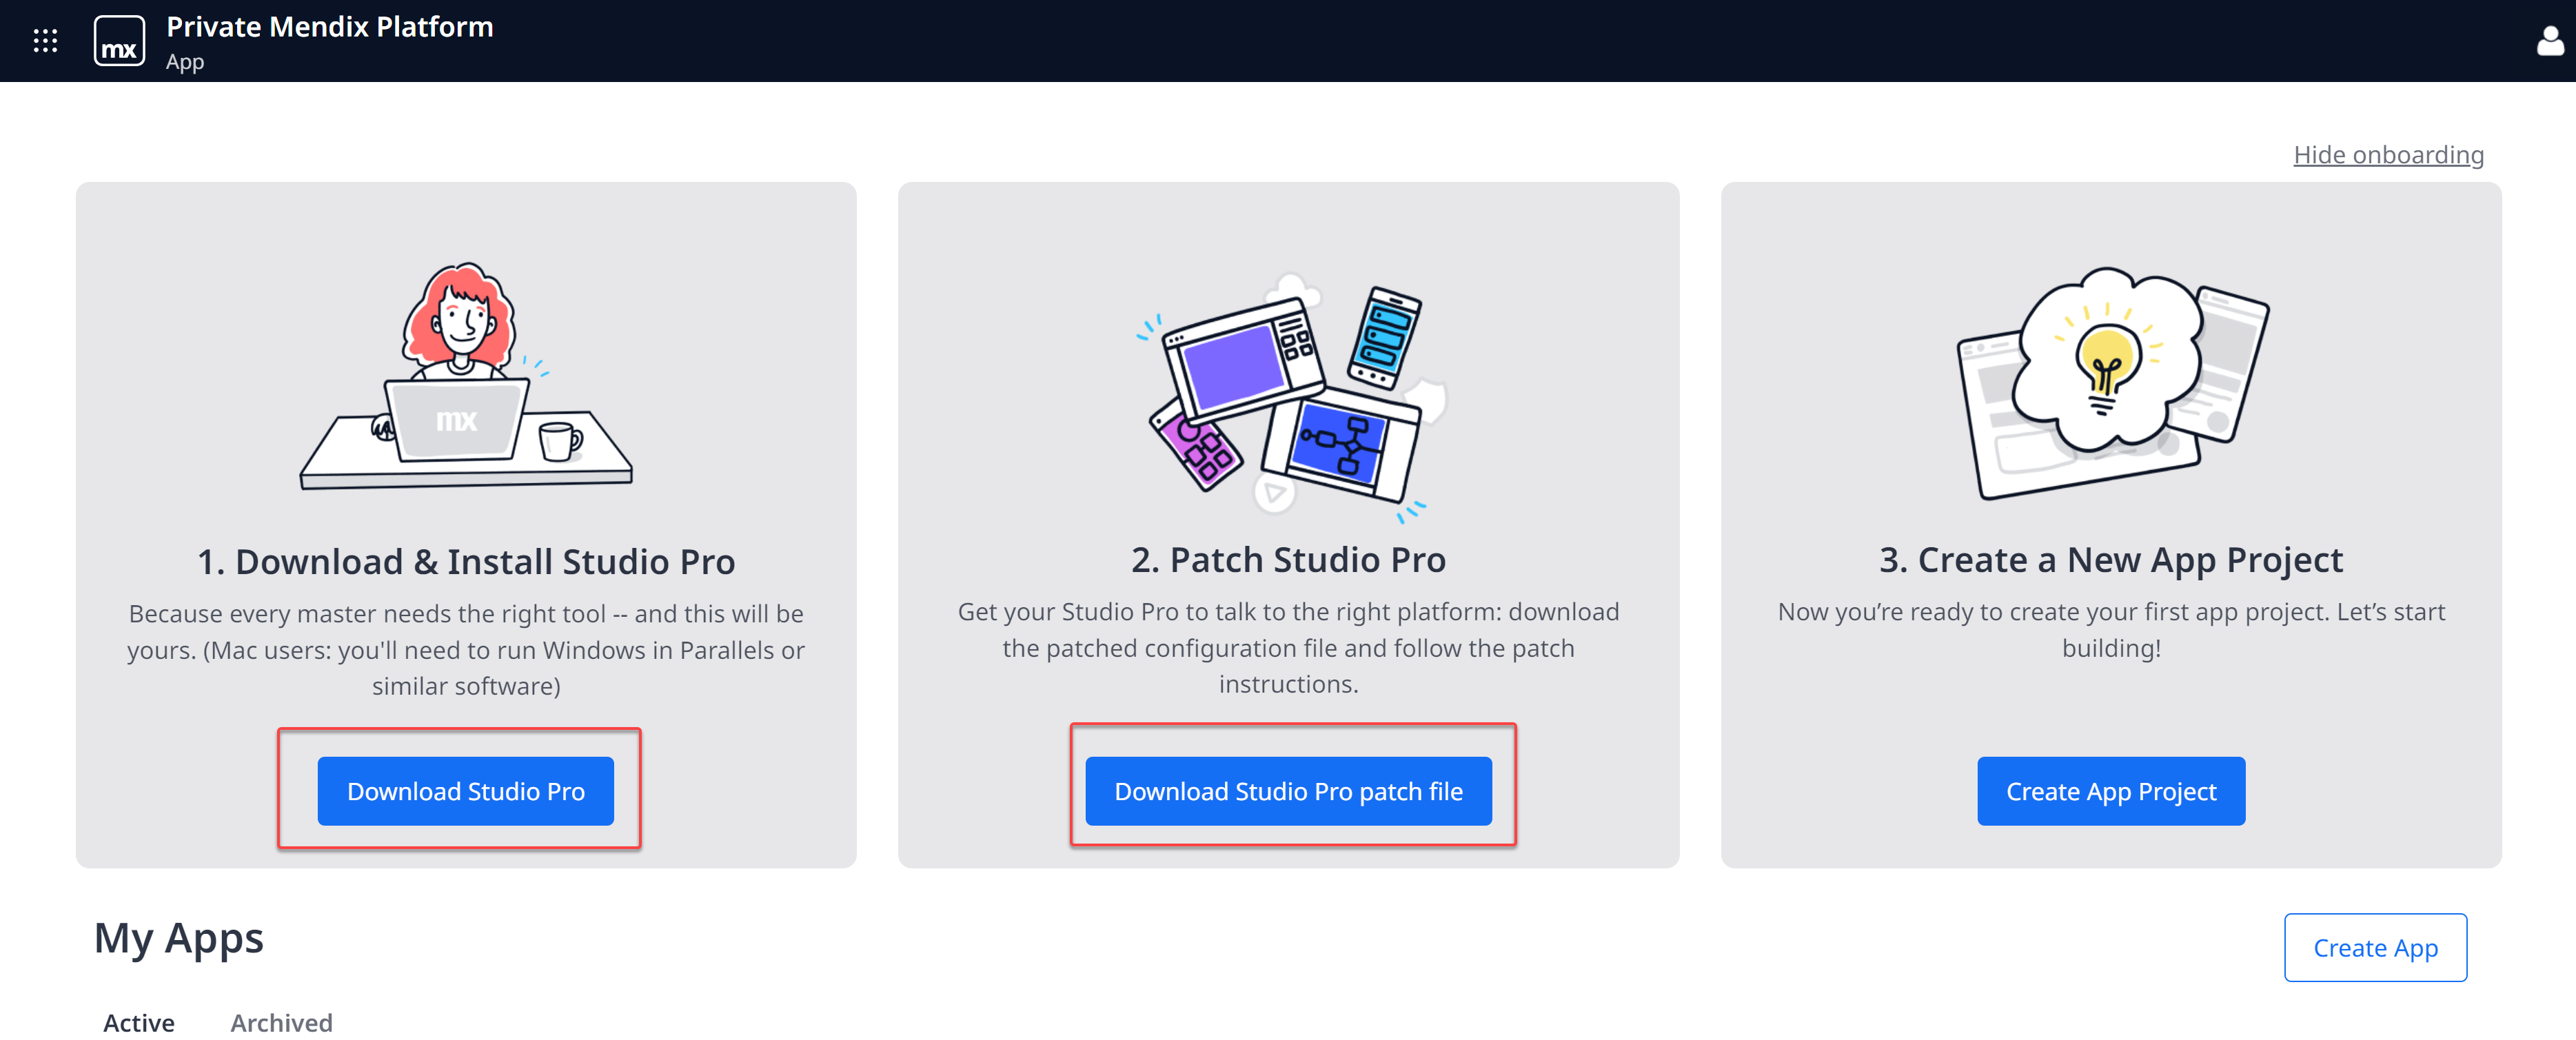 Private Mendix Platform
mx
App
Hide onboarding
mx
1. Download & Install Studio Pro
Because every master needs the right tool -- and this will be
yours. (Mac users: you'll need to run Windows in Parallels or
similar software)
Download Studio Pro
2. Patch Studio Pro
Get your Studio Pro to talk to the right platform: download
the patched configuration file and follow the patch
instructions.
Download Studio Pro patch file
3. Create a New App Project
Now you’re ready to create your first app project. Let’s start
building!
Create App Project
My Apps
Create App
Active
Archived